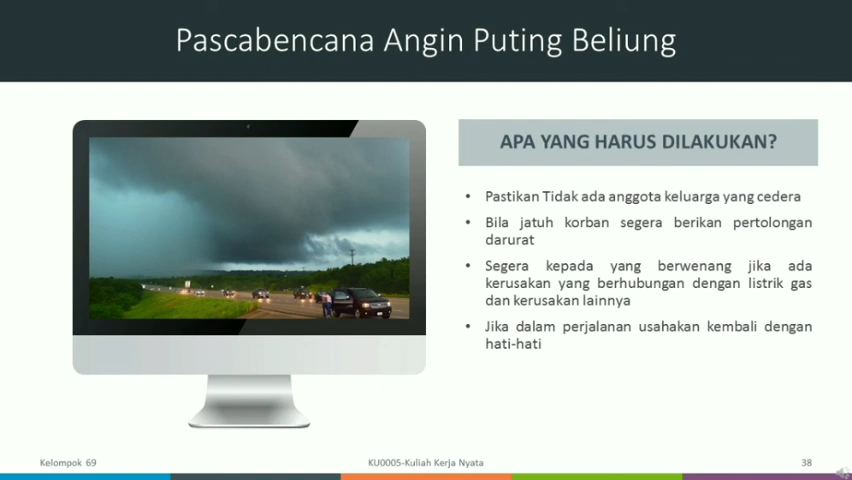 Pascabencana Angin Puting Beliung
APA YANG HARUS DILAKUKAN?
• Pastikan Tidak ada anggota keluarga yang cedera
• Bila jatuh korban segera berikan pertolongan
darurat
• Segera kepada yang berwenang jika ada
kerusakan yang berhubungan dengan listrik gas
dan kerusakan lainnya
• Jika dalam perjalanan usahakan kembali dengan
hati-hati
Kelompok 69
KU0005-Kuliah Kerja Nyata
38